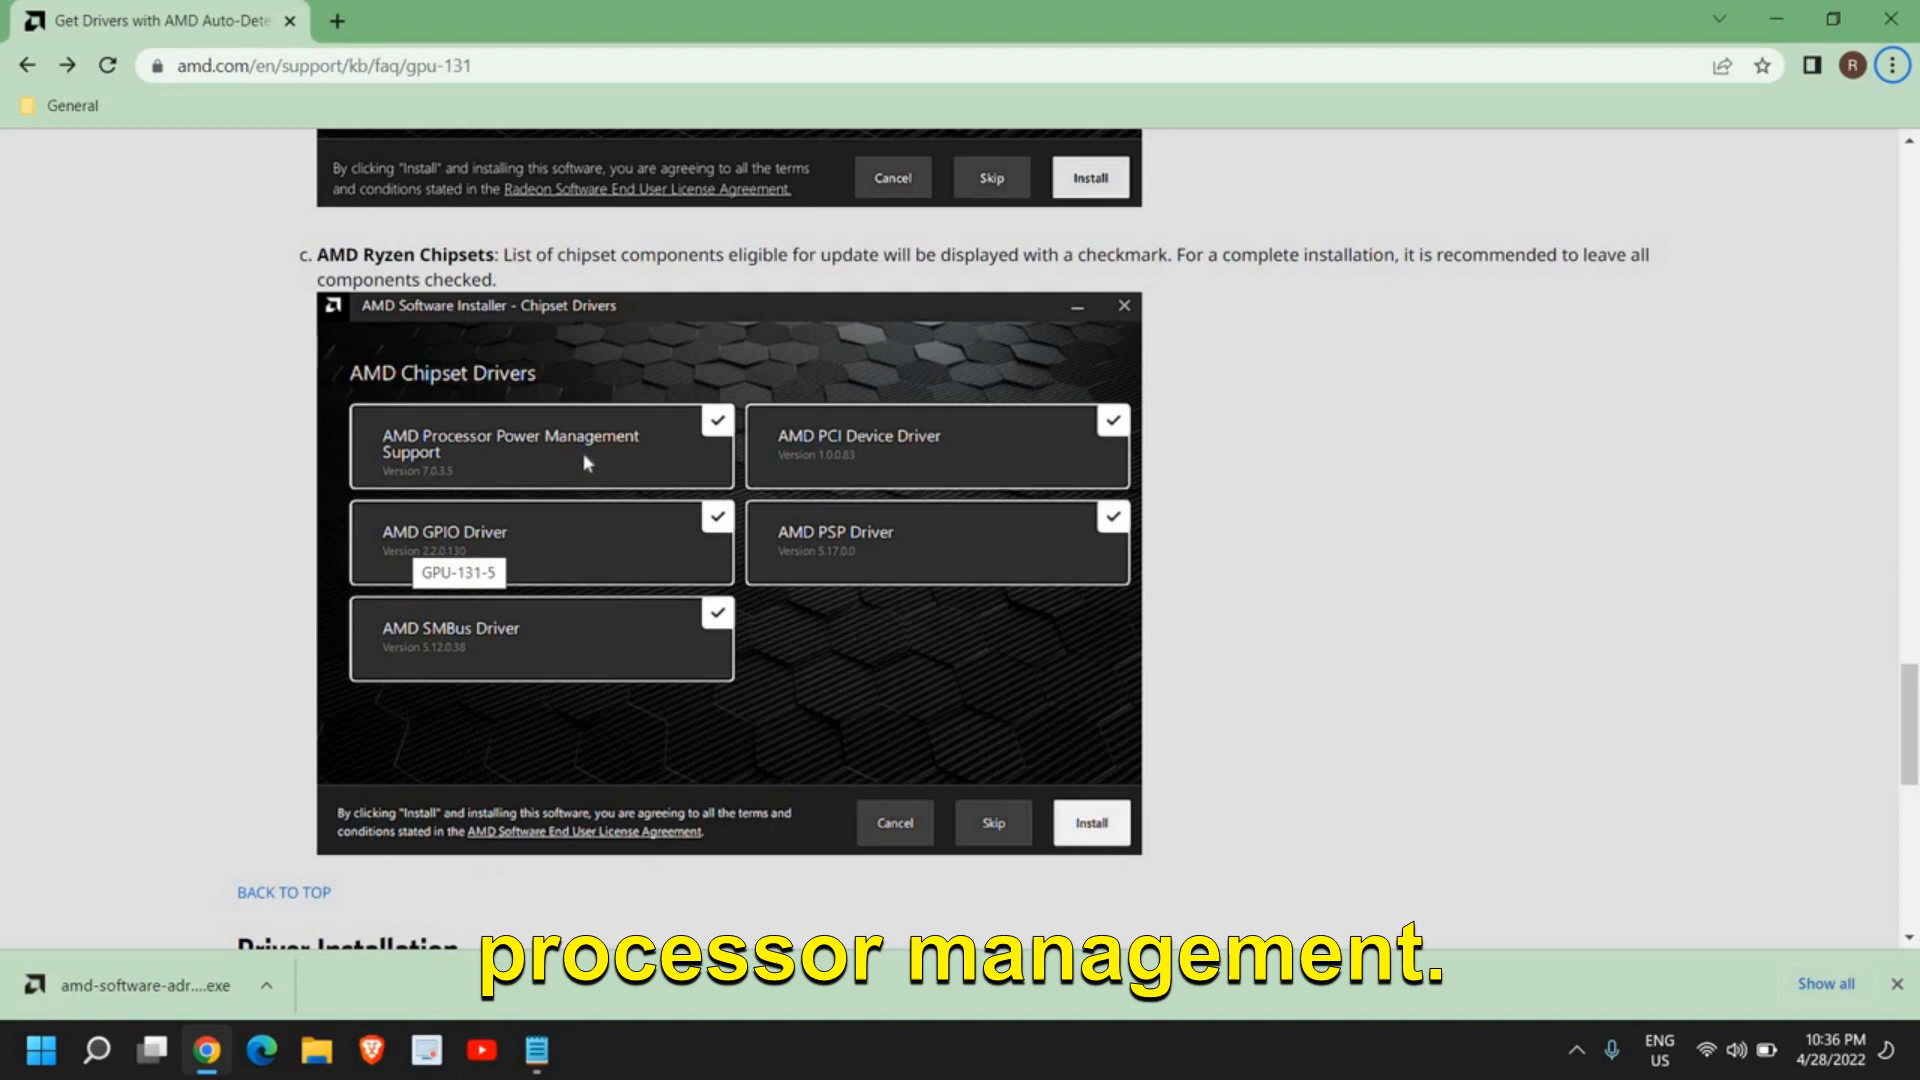 Get Drivers with AMD Auto-Dete
amd.com/en/support/kb/faq/gpu-131
R
General
By clicking "Install" and installing this software, you are agreeing to all the terms
and conditions stated in the Radeon Software End User License Agreement.
Cancel
Skip
Install
c. AMD Ryzen Chipsets: List of chipset components eligible for update will be displayed with a checkmark. For a complete installation, it is recommended to leave all
components checked.
AMD Software Installer - Chipset Drivers
AMD Chipset Drivers
AMD Processor Power Management
Support
Version 7.0.3.5
AMD PCI Device Driver
Version 1.0.0.83
AMD GPIO Driver
Version 2.2.0.130
GPU-131-5
AMD PSP Driver
Version 5.17.0.0
AMD SMBus Driver
Version 5.12.0.38
By clicking "Install" and installing this software, you are agreeing to all the terms and
conditions stated in the AMD Software End User License Agreement.
Cancel
Skip
Install
BACK TO TOP
Driver Installation
processor management.
amd-software-adr....exe
Show all
ENG
US
10:36 PM
4/28/2022